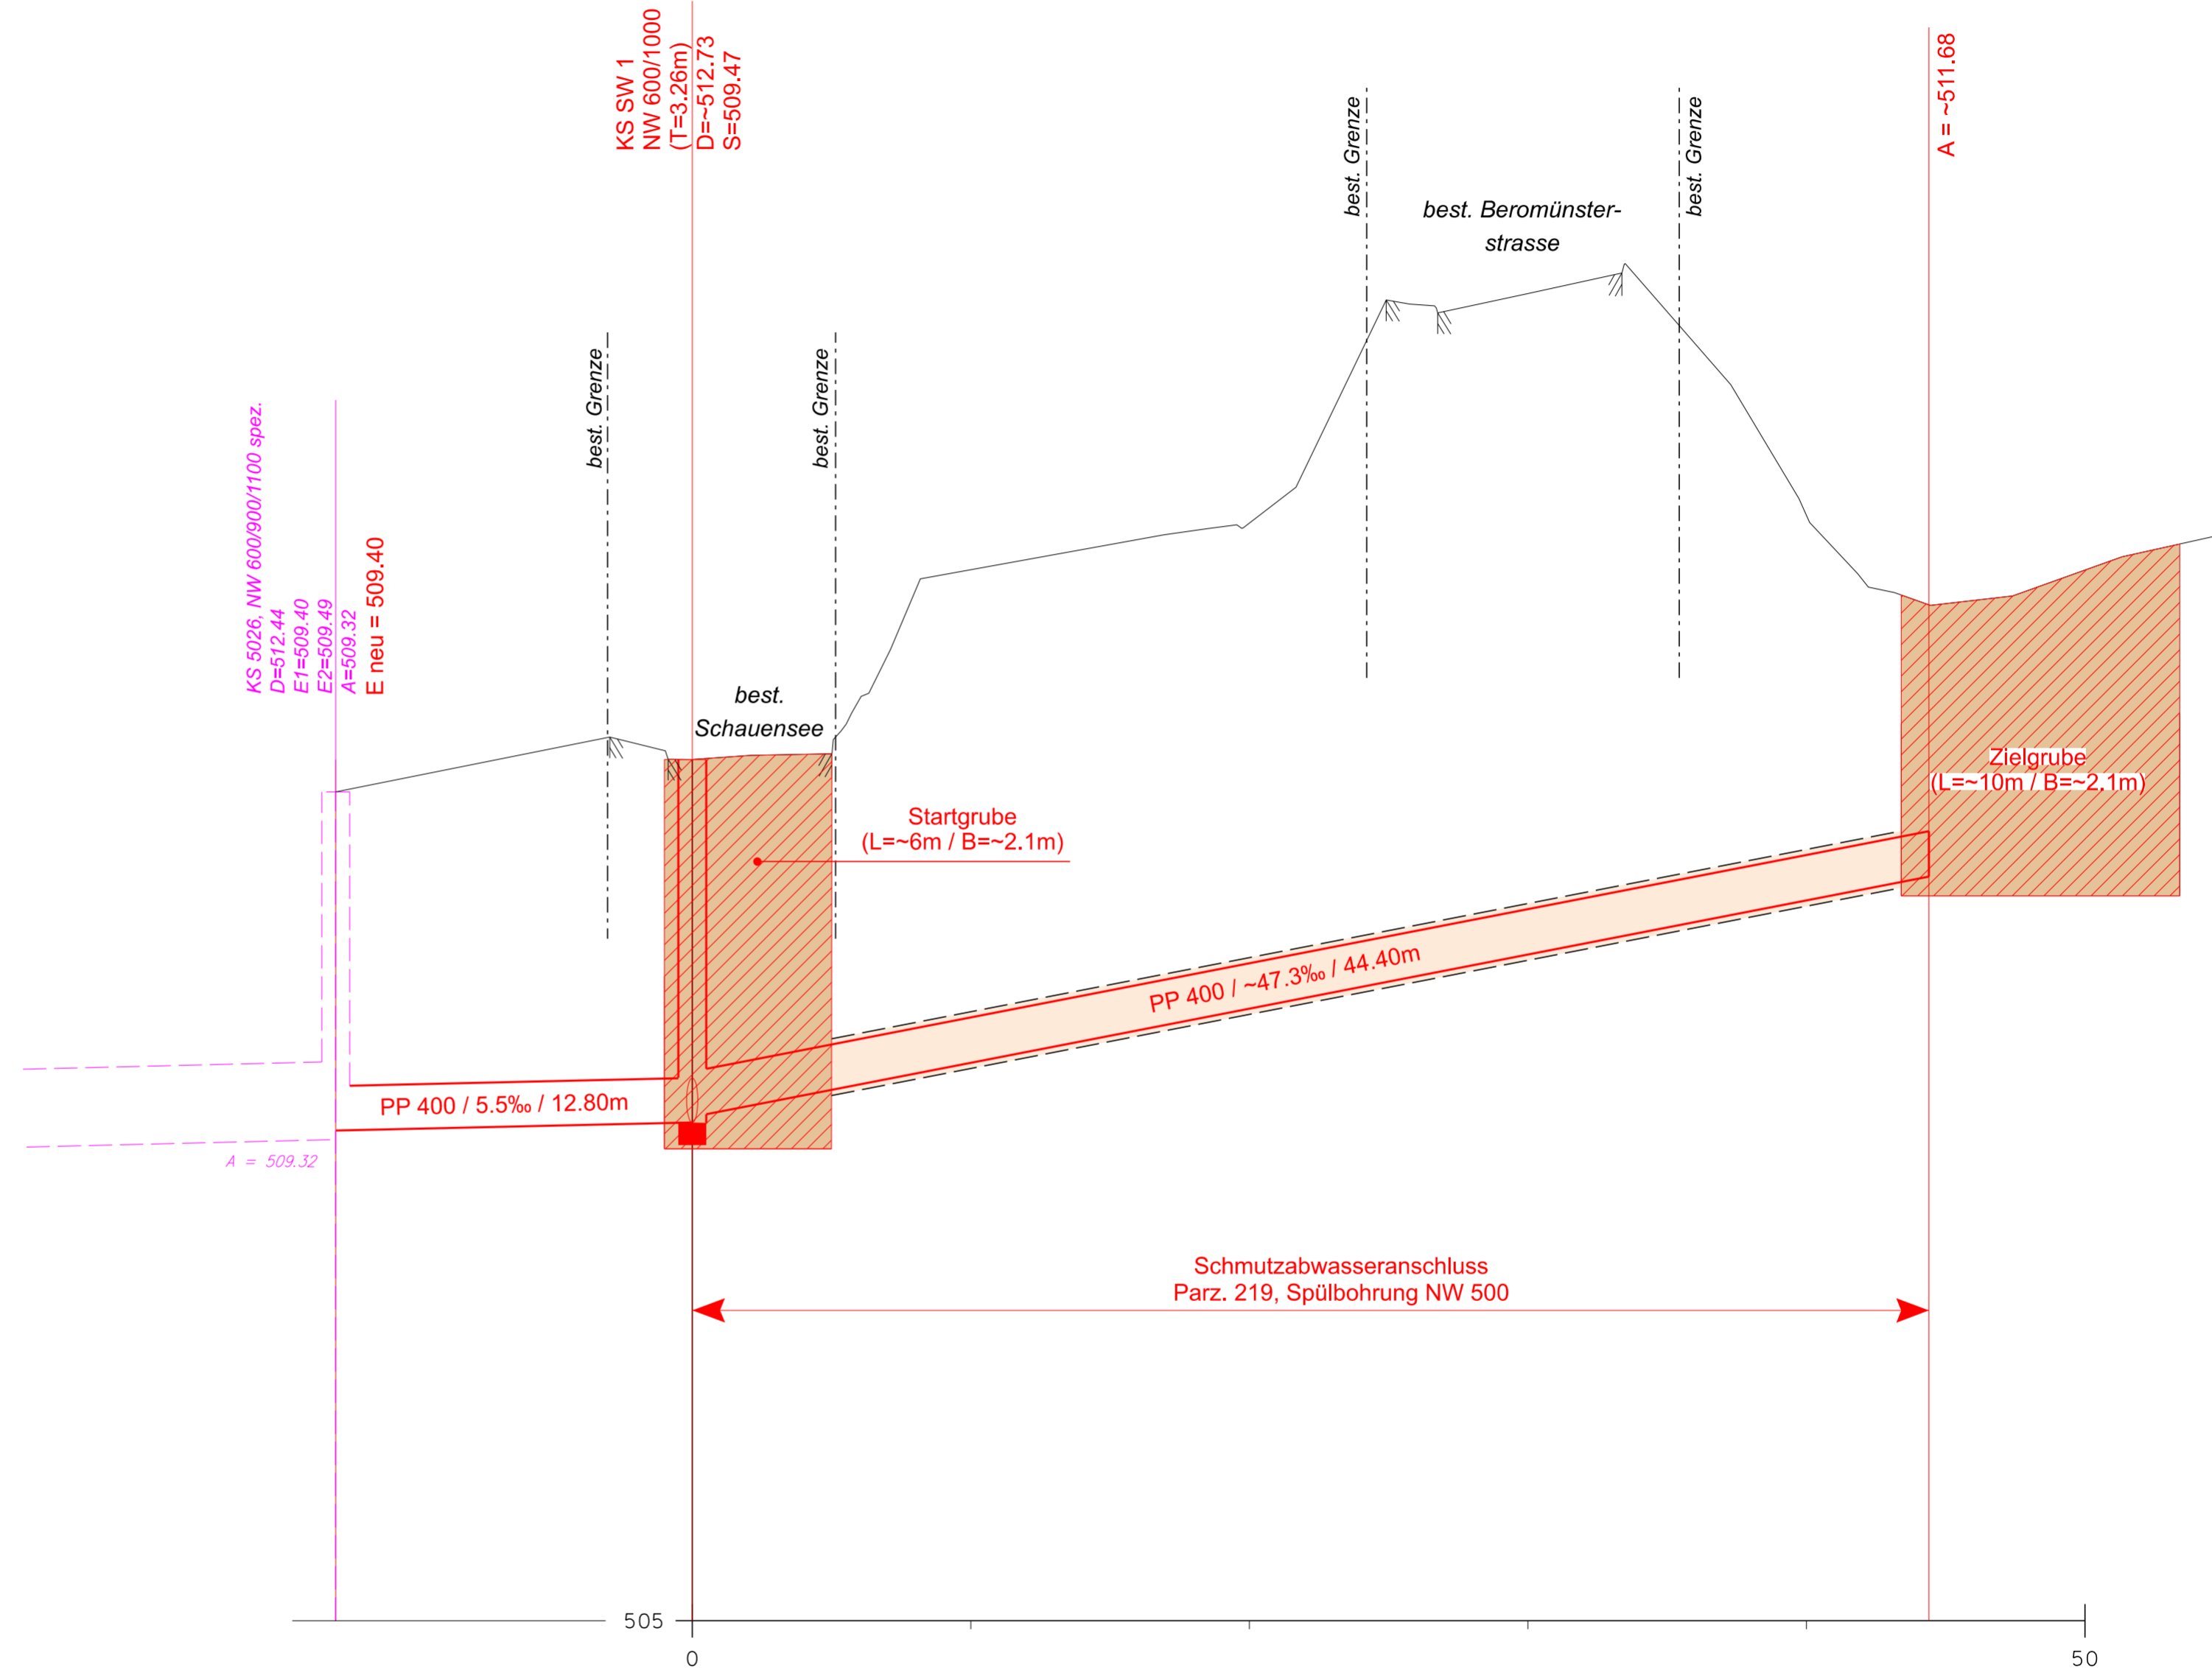 KS SW 1
NW 600/1000
(T=3.26m)
D=~512.73
S=509.47
A = ~511.68
best. Grenze
best. Grenze
best. Beromünster-
strasse
best. Grenze
best. Grenze
KS 5026, NW 600/900/1100 spez.
D=512.44
E1=509.40
E2=509.49
A=509.32
E neu = 509.40
best.
Schauensee
Startgrube
(L=~6m / B=~2.1m)
Zielgrube
(L=~10m / B=~2.1m)
PP 400 / ~47.3‰ / 44.40m
PP 400 / 5.5‰ / 12.80m
A = 509.32
Schmutzabwasseranschluss
Parz. 219, Spülbohrung NW 500
505
0
50